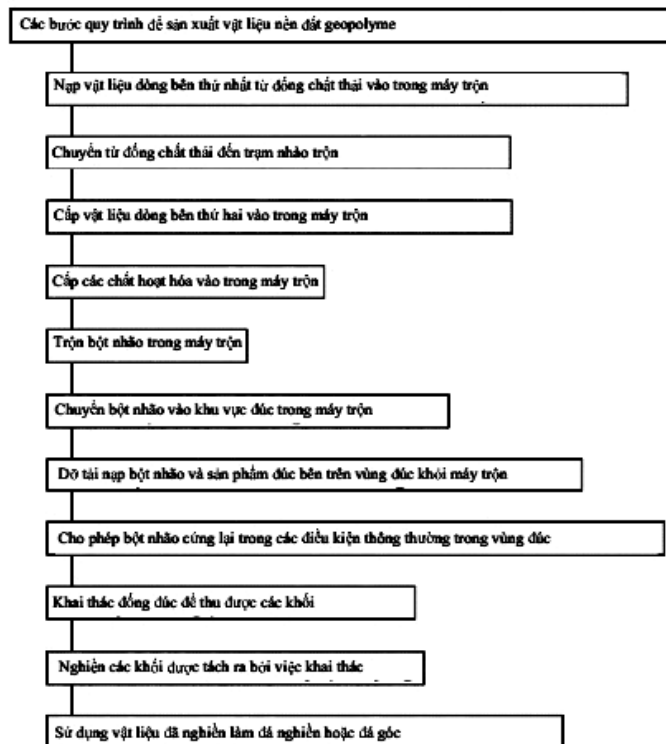 Các bước quy trình để sản xuất vật liệu nền đất geopolyme
Nạp vật liệu dòng bên thứ nhất từ đống chất thải vào trong máy trộn
Chuyển từ đống chất thải đến trạm nhào trộn
Cấp vật liệu dòng bên thứ hai vào trong máy trộn
Cấp các chất hoạt hóa vào trong máy trộn
Trộn bột nhão trong máy trộn
Chuyển bột nhão vào khu vực đúc trong máy trộn
Dỡ tải nạp bột nhão và sản phẩm đúc bên trên vùng đúc khỏi máy trộn
Cho phép bột nhão cứng lại trong các điều kiện thông thường trong vùng đúc
Khai thác đống đúc để thu được các khối
Nghiền các khối được tách ra bởi việc khai thác
Sử dụng vật liệu đã nghiền làm đá nghiền hoặc đá gốc